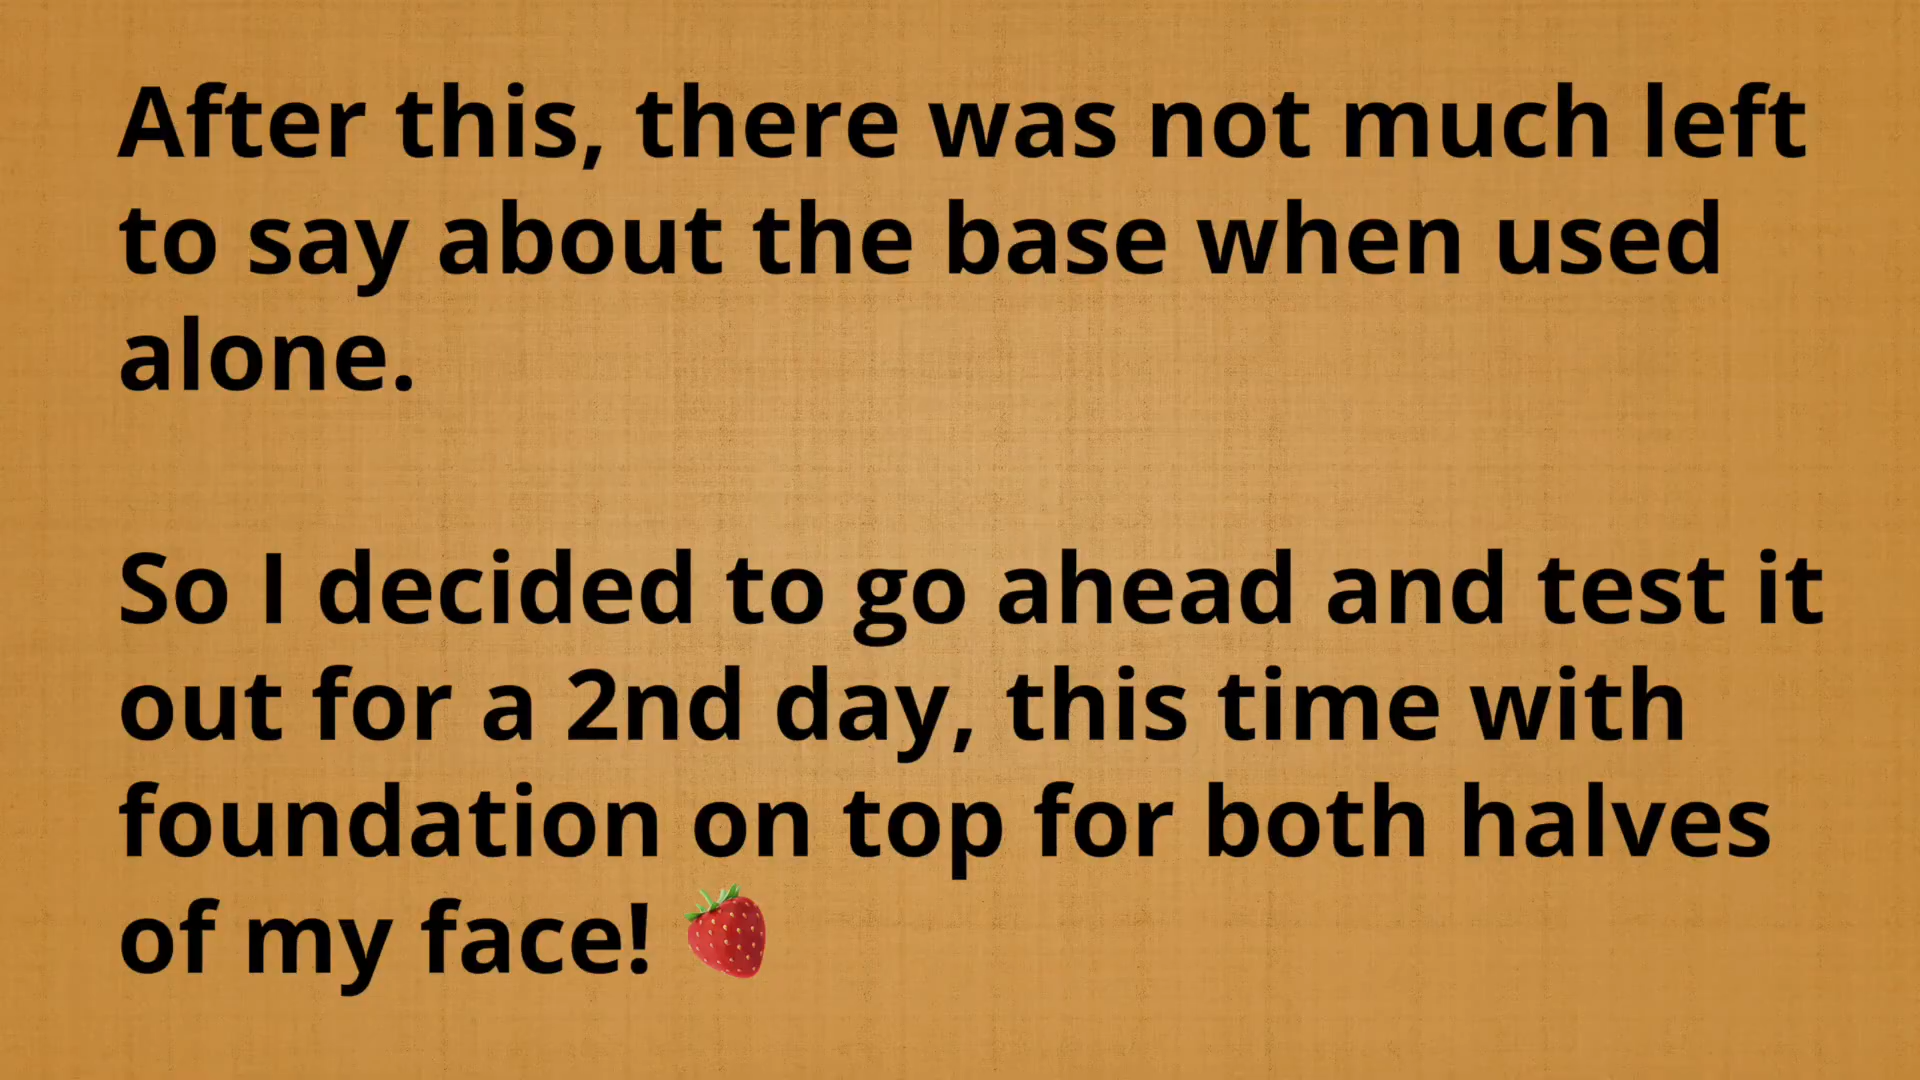 After this, there was not much left
to say about the base when used
alone.
So I decided to go ahead and test it
out for a 2nd day, this time with
foundation on top for both halves
of my face! 🍓